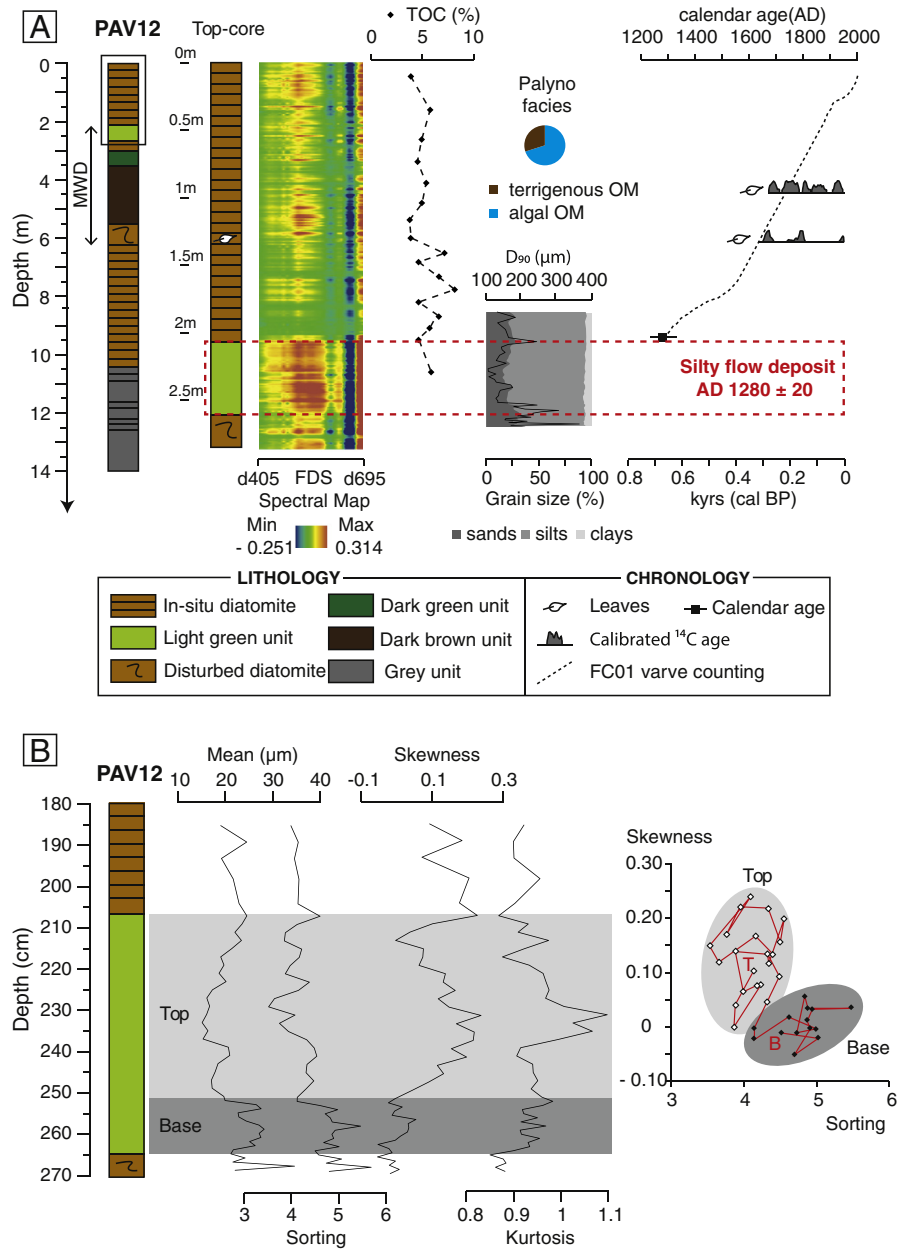 A
PAV12
Top-core
TOC (%)
0 5 10
calendar age(AD)
1200 1400 1600 1800 2000
Depth (m)
0
2
4
6
8
10
12
14
MWD
0m
0.5m
1m
1.5m
2m
2.5m
Palyno
facies
terrigenous OM
algal OM
D90 (µm)
100 200 300 400
Silty flow deposit
AD 1280 ± 20
d405 FDS d695
Spectral Map
Min Max
- 0.251 0.314
0 50 100
Grain size (%)
sands silts clays
0.8 0.6 0.4 0.2 0
kyrs (cal BP)
LITHOLOGY
In-situ diatomite
Dark green unit
Light green unit
Dark brown unit
Disturbed diatomite
Grey unit
CHRONOLOGY
Leaves
Calendar age
Calibrated 14C age
FC01 varve counting
B
PAV12
Mean (µm)
10 20 30 40
Skewness
-0.1 0.1 0.3
Depth (cm)
180
190
200
210
220
230
240
250
260
270
Top
Base
3 4 5 6
Sorting
0.8 0.9 1 1.1
Kurtosis
Skewness
0.30
0.20
0.10
0
- 0.10
Top
T
B
Base
3 4 5 6
Sorting